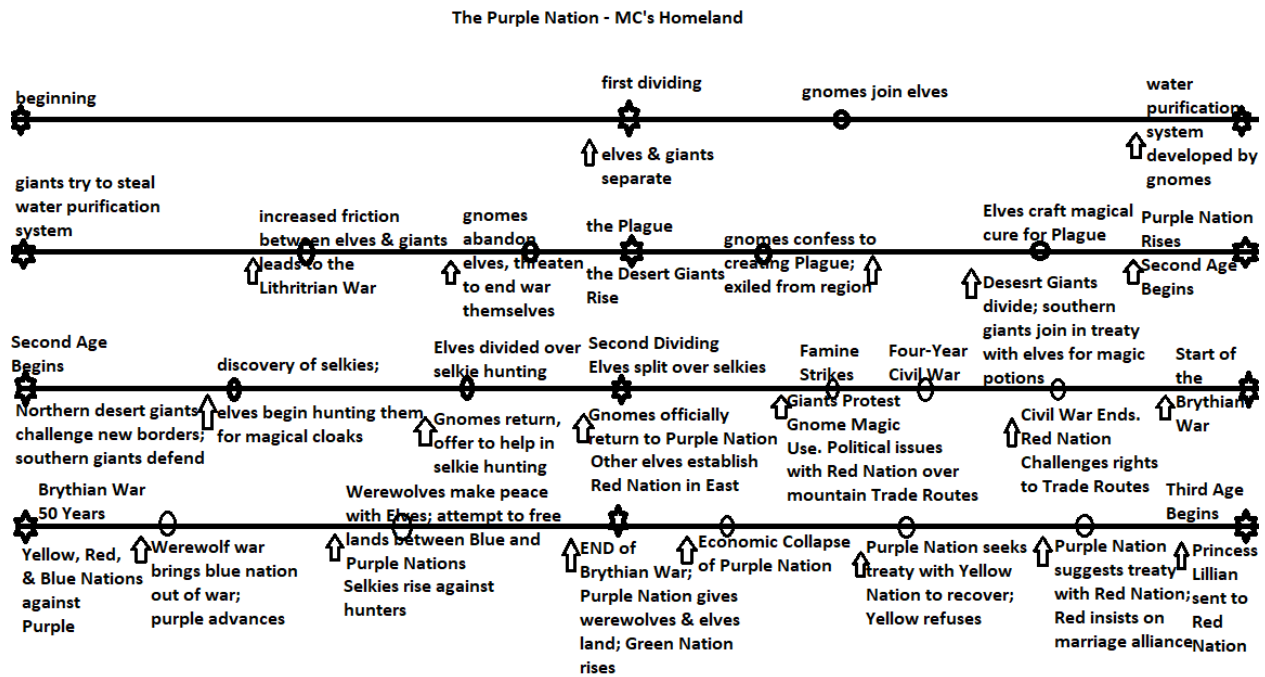 The Purple Nation - MC's Homeland
beginning
first dividing
gnomes join elves
water
purification
system
developed by
gnomes
elves & giants
separate
giants try to steal
water purification
system
increased friction
between elves & giants
leads to the
Lithritrian War
gnomes
abandon
elves, threaten
to end war
themselves
the Plague
the Desert Giants
Rise
gnomes confess to
creating Plague;
exiled from region
Elves craft magical
cure for Plague
Desesrt Giants
divide; southern
giants join in treaty
with elves for magic
potions
Purple Nation
Rises
Second Age
Begins
Second Age
Begins
Northern desert giants
challenge new borders;
southern giants defend
discovery of selkies;
elves begin hunting them
for magical cloaks
Elves divided over
selkie hunting
Gnomes return,
offer to help in
selkie hunting
Second Dividing
Elves split over selkies
Gnomes officially
return to Purple Nation
Other elves establish
Red Nation in East
Famine
Strikes
Giants Protest
Gnome Magic
Use. Political issues
with Red Nation over
mountain Trade Routes
Four-Year
Civil War
Civil War Ends.
Red Nation
Challenges rights
to Trade Routes
Start of
the
Brythian
War
Brythian War
50 Years
Yellow, Red,
& Blue Nations
against
Purple
Werewolf war
brings blue nation
out of war;
purple advances
Werewolves make peace
with Elves; attempt to free
lands between Blue and
Purple Nations
Selkies rise against
hunters
END of
Brythian War;
Purple Nation gives
werewolves & elves
land; Green Nation
rises
Economic Collapse
of Purple Nation
Purple Nation seeks
treaty with Yellow
Nation to recover;
Yellow refuses
Purple Nation
suggests treaty
with Red Nation;
Red insists on
marriage alliance
Third Age
Begins
Princess
Lillian
sent to
Red
Nation